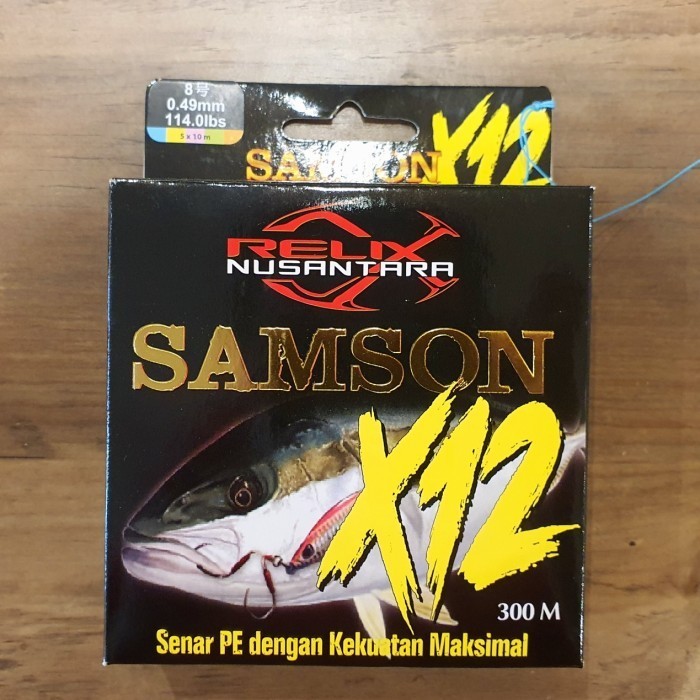 8号
0.49mm
114.0lbs
5 x 10 m
SAMSON X12
RELIX
NUSANTARA
SAMSON
X12
300 M
Senar PE dengan Kekuatan Maksimal